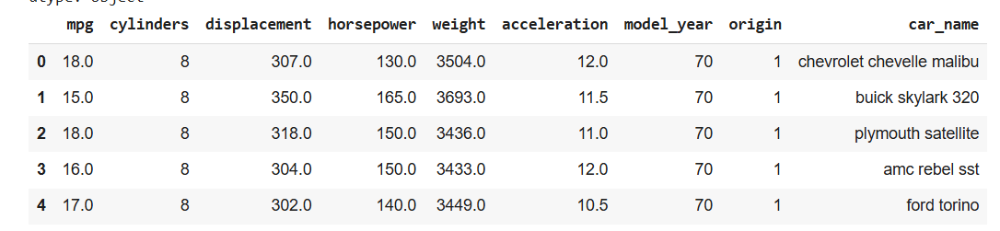 dtype: object
mpg cylinders displacement horsepower weight acceleration model_year origin car_name
0 18.0 8 307.0 130.0 3504.0 12.0 70 1 chevrolet chevelle malibu
1 15.0 8 350.0 165.0 3693.0 11.5 70 1 buick skylark 320
2 18.0 8 318.0 150.0 3436.0 11.0 70 1 plymouth satellite
3 16.0 8 304.0 150.0 3433.0 12.0 70 1 amc rebel sst
4 17.0 8 302.0 140.0 3449.0 10.5 70 1 ford torino